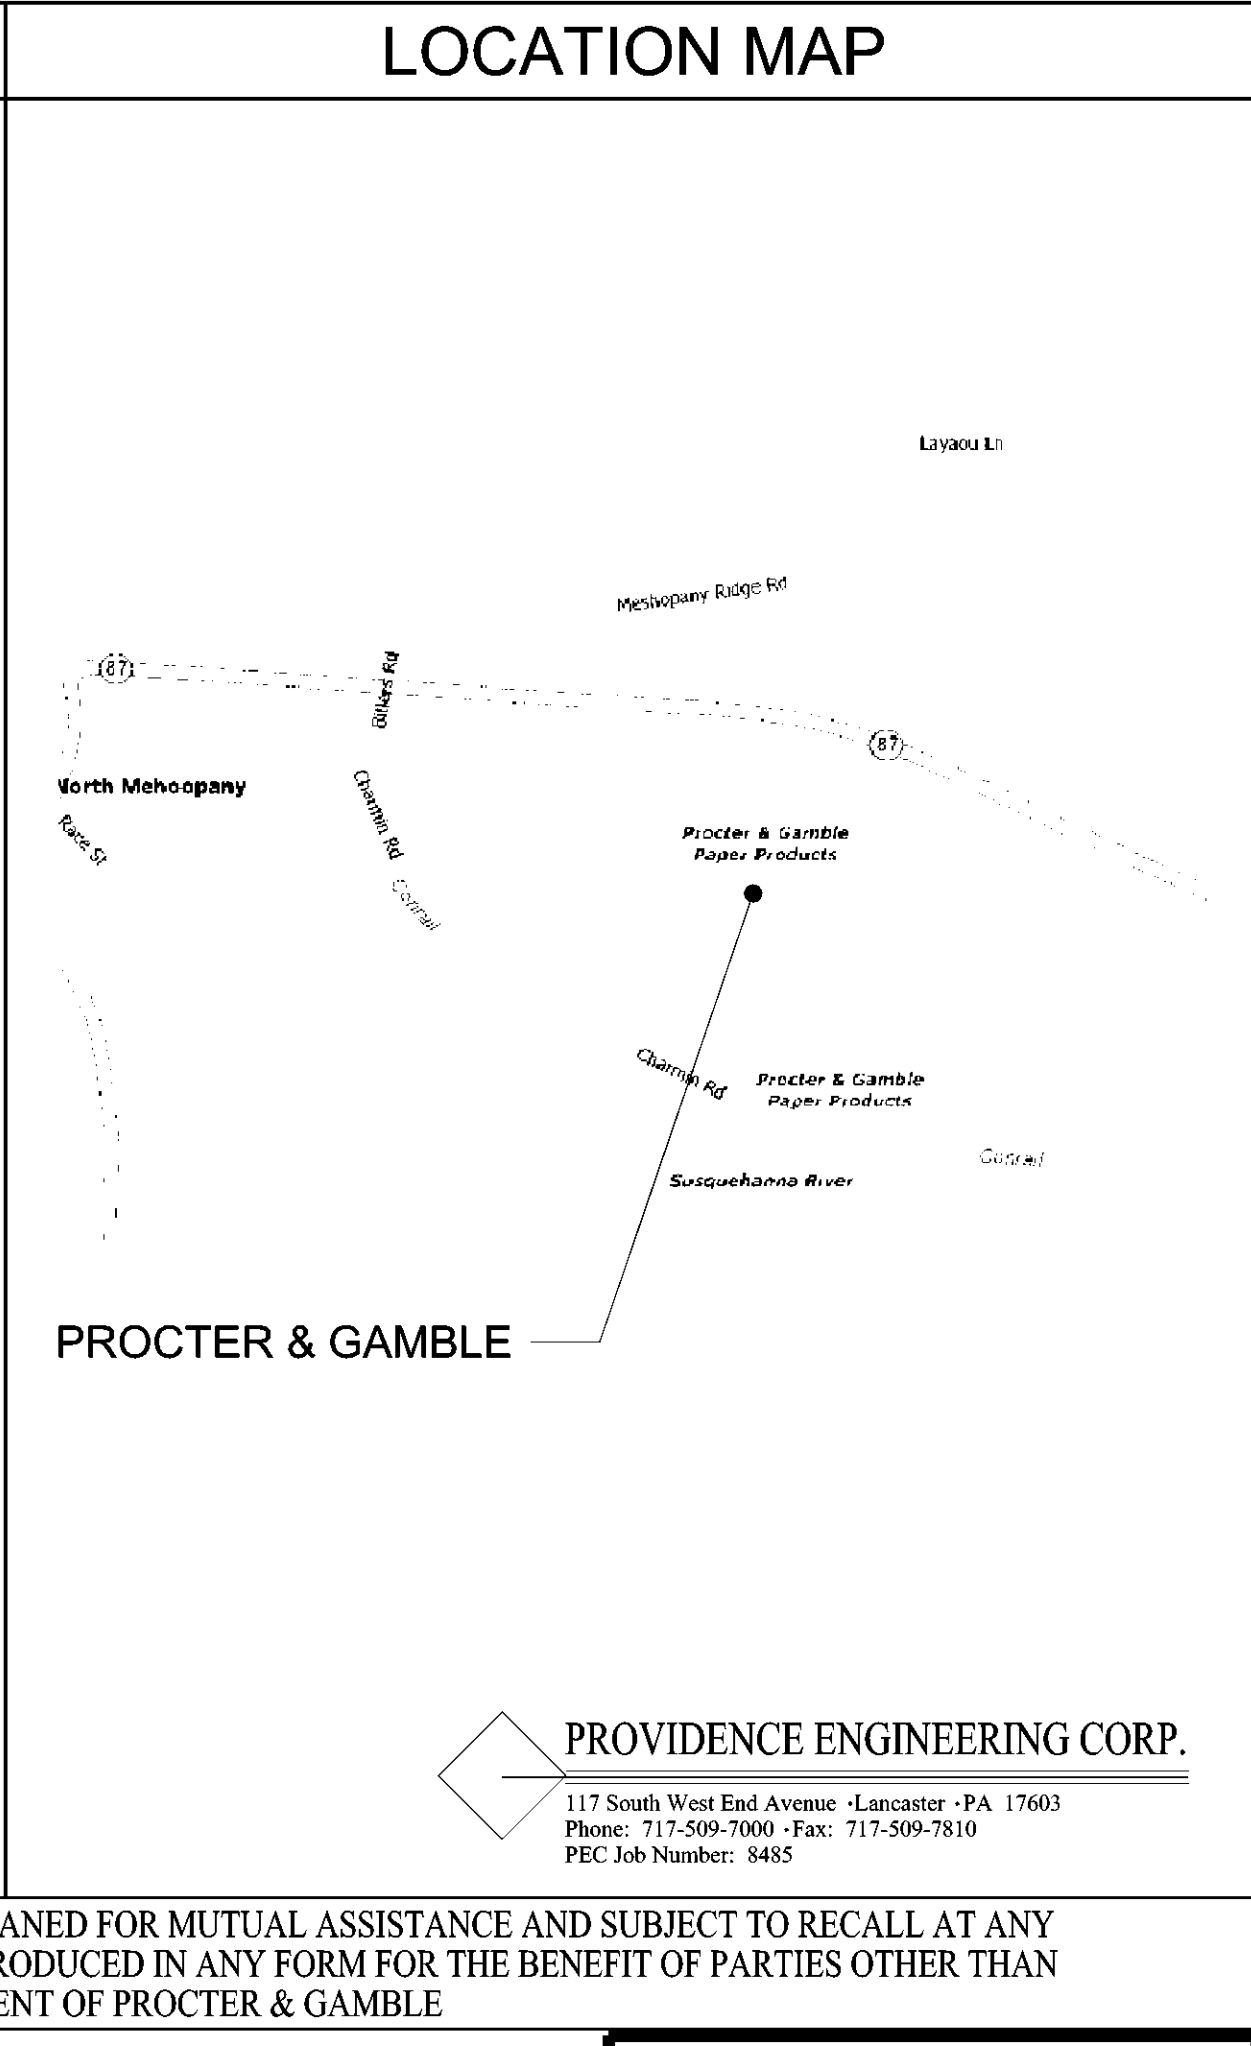 LOCATION MAP
Layaou Ln
Meshopany Ridge Rd
87
Bitlers Rd
87
North Mehoopany
Charmin Rd
Race St
Procter & Gamble
Paper Products
Conrail
Charmin Rd
Procter & Gamble
Paper Products
Conrail
Susquehanna River
PROCTER & GAMBLE
PROVIDENCE ENGINEERING CORP.
117 South West End Avenue •Lancaster •PA 17603
Phone: 717-509-7000 •Fax: 717-509-7810
PEC Job Number: 8485
ANED FOR MUTUAL ASSISTANCE AND SUBJECT TO RECALL AT ANY
RODUCED IN ANY FORM FOR THE BENEFIT OF PARTIES OTHER THAN
ENT OF PROCTER & GAMBLE